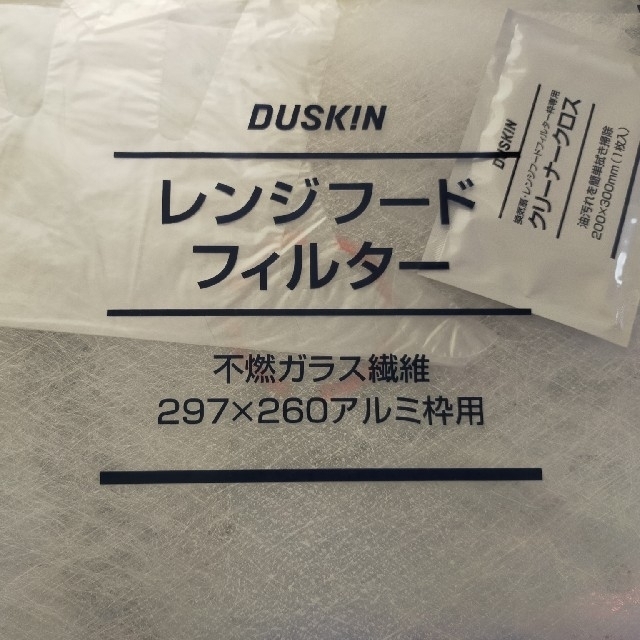 DUSK!N
レンジフード
フィルター
不燃ガラス繊維
297×260アルミ枠用
DUSKIN
換気扇・レンジフードフィルター枠専用
クリーナークロス
油汚れを簡単拭き掃除
200×300mm(1枚入)